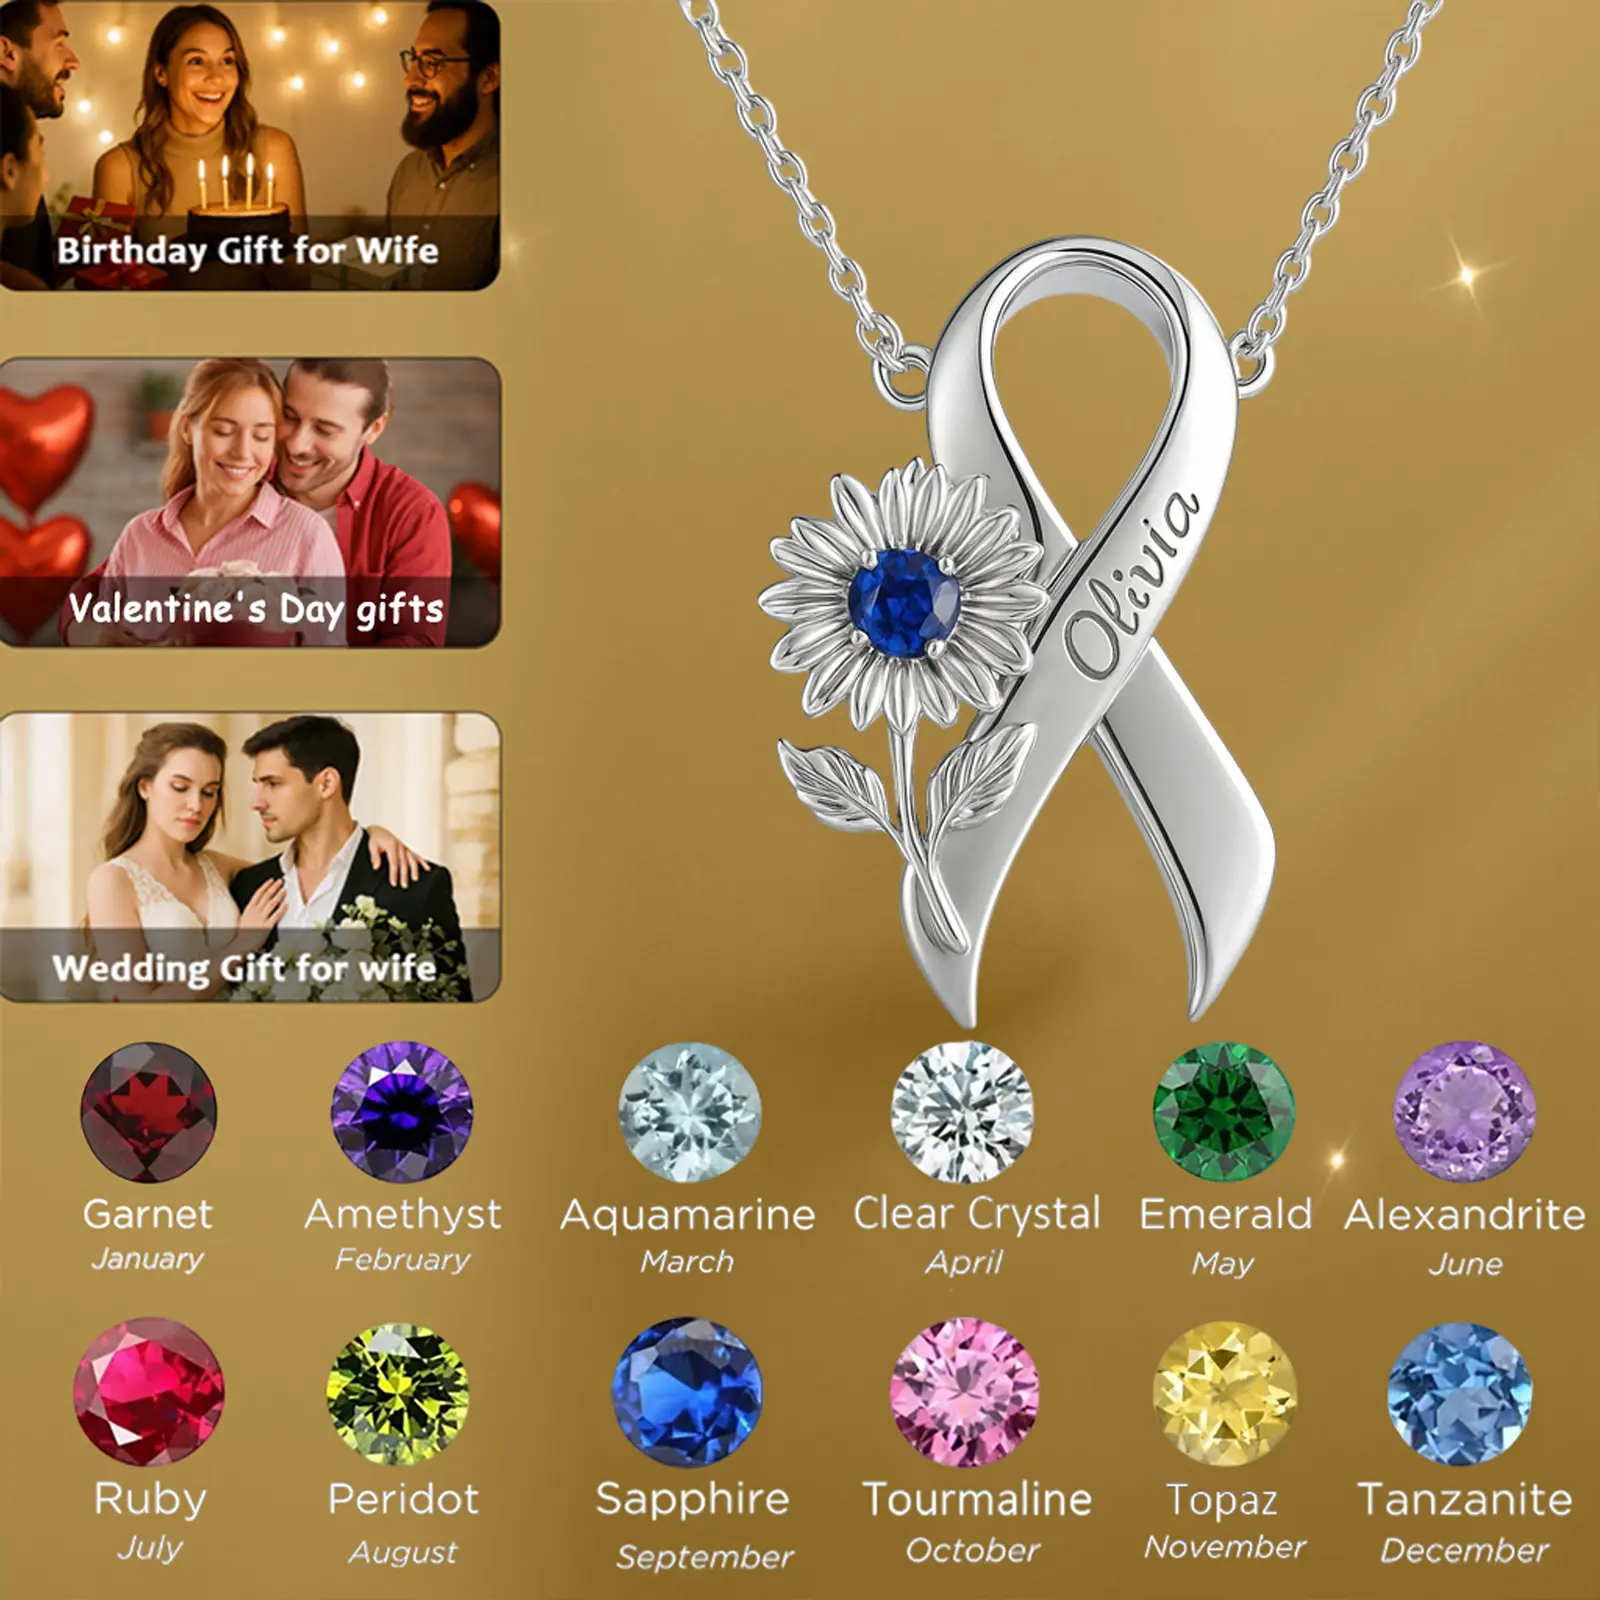 Birthday Gift for Wife
Valentine's Day gifts
Wedding Gift for wife
Olivia
Garnet
January
Amethyst
February
Aquamarine
March
Clear Crystal
April
Emerald
May
Alexandrite
June
Ruby
July
Peridot
August
Sapphire
September
Tourmaline
October
Topaz
November
Tanzanite
December